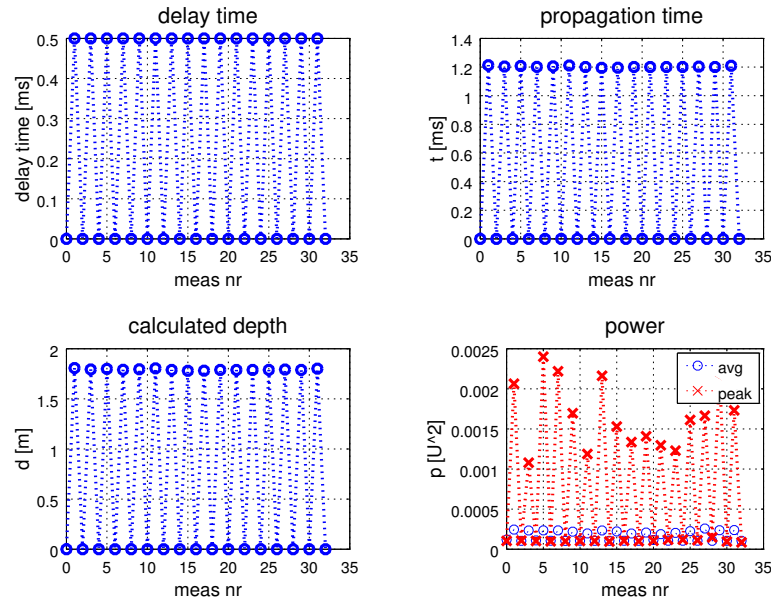 delay time
0.5
0.4
0.3
0.2
0.1
0
delay time [ms]
0 5 10 15 20 25 30 35
meas nr
propagation time
1.4
1.2
1
0.8
0.6
0.4
0.2
0
t [ms]
0 5 10 15 20 25 30 35
meas nr
calculated depth
2
1.5
1
0.5
0
d [m]
0 5 10 15 20 25 30 35
meas nr
power
0.0025
0.002
0.0015
0.001
0.0005
0
p [U^2]
avg
peak
0 5 10 15 20 25 30 35
meas nr